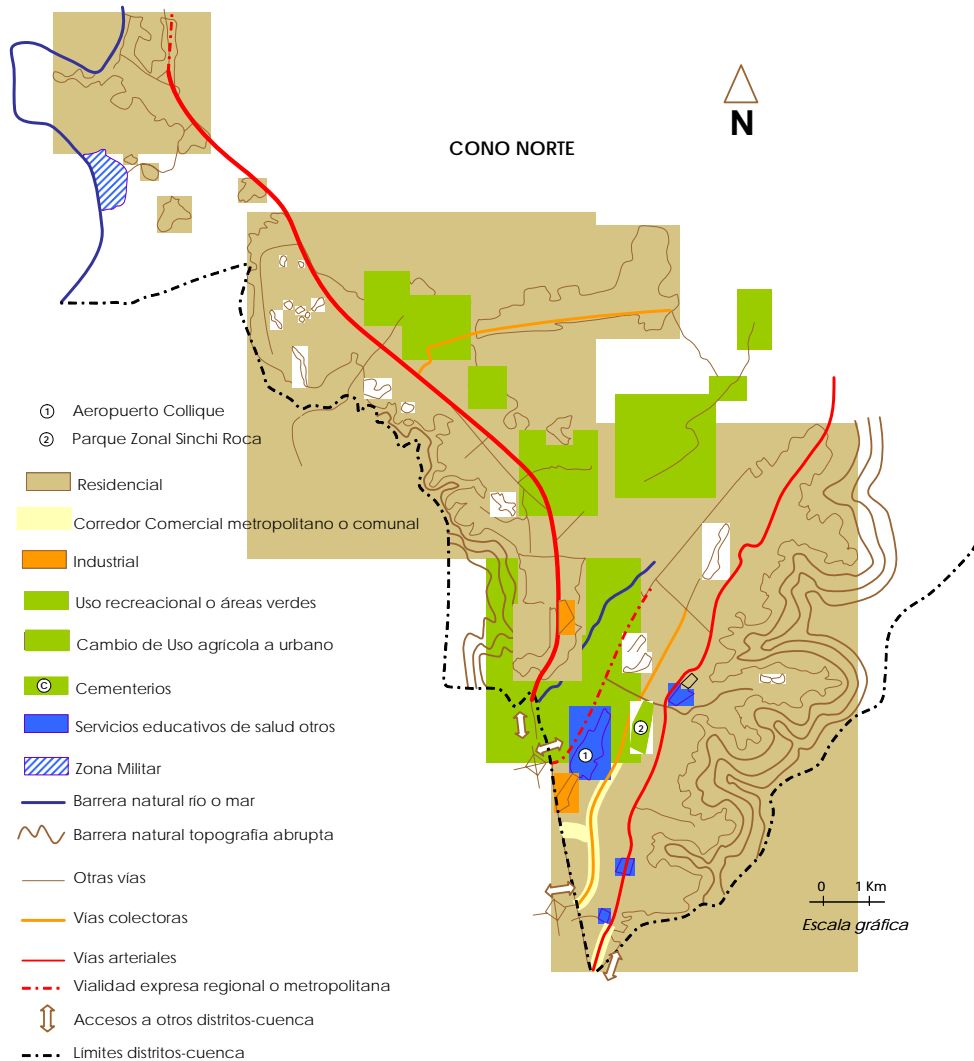 N
CONO NORTE
① Aeropuerto Collique
② Parque Zonal Sinchi Roca
Residencial
Corredor Comercial metropolitano o comunal
Industrial
Uso recreacional o áreas verdes
Cambio de Uso agrícola a urbano
© Cementerios
Servicios educativos de salud otros
Zona Militar
Barrera natural río o mar
Barrera natural topografia abrupta
Otras vías
Vías colectoras
Vías arteriales
Vialidad expresa regional o metropolitana
Accesos a otros distritos-cuenca
Límites distritos-cuenca
②
①
0 1 Km
Escala gráfica